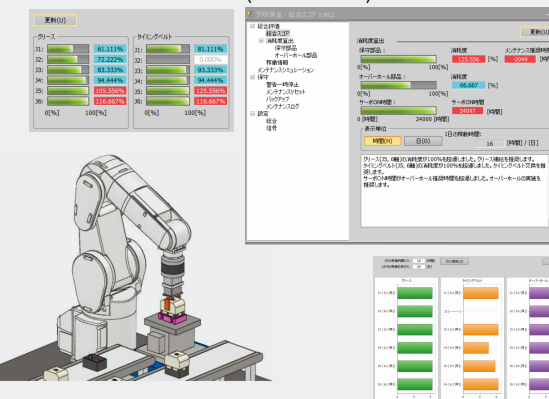 更新(U)
グリース
J1: 61.111%
J2: 72.222%
J3: 83.333%
J4: 94.444%
J5: 105.556%
J6: 116.667%
0[%] 100[%]
タイミングベルト
J1: 81.111%
J2: 0.000%
J3: 93.333%
J4: 94.444%
J5: 125.556%
J6: 116.667%
0[%] 100[%]
予防保全 - 総合スコア 1:RC1
総合評価
総合スコア
消耗度算出
保守部品
オーバーホール部品
稼働情報
メンテナンスシミュレーション
保守
警告一時停止
メンテナンスリセット
バックアップ
メンテナンスログ
設定
総合
信号
更新(U)
消耗度算出
保守部品： 消耗度 メンテナンス推奨時間
125.556 [%] -2049 [時間]
0[%] 100[%]
オーバーホール部品： 消耗度
66.667 [%]
0[%] 100[%]
サーボON時間： サーボON時間
24047 [時間]
0 [時間] 24000 [時間]
表示単位
時間(H) 日(D)
1日の稼働時間:
16 [時間] / [日]
グリース(J5, 6軸)の消耗度が100%を超過しました。グリース補給を推奨します。
タイミングベルト(J5, 6軸)の消耗度が100%を超過しました。タイミングベルト交換を推
奨します。
サーボON時間がオーバーホール推奨時間を超過しました。オーバーホールの実施を
推奨します。
グリース
タイミングベルト